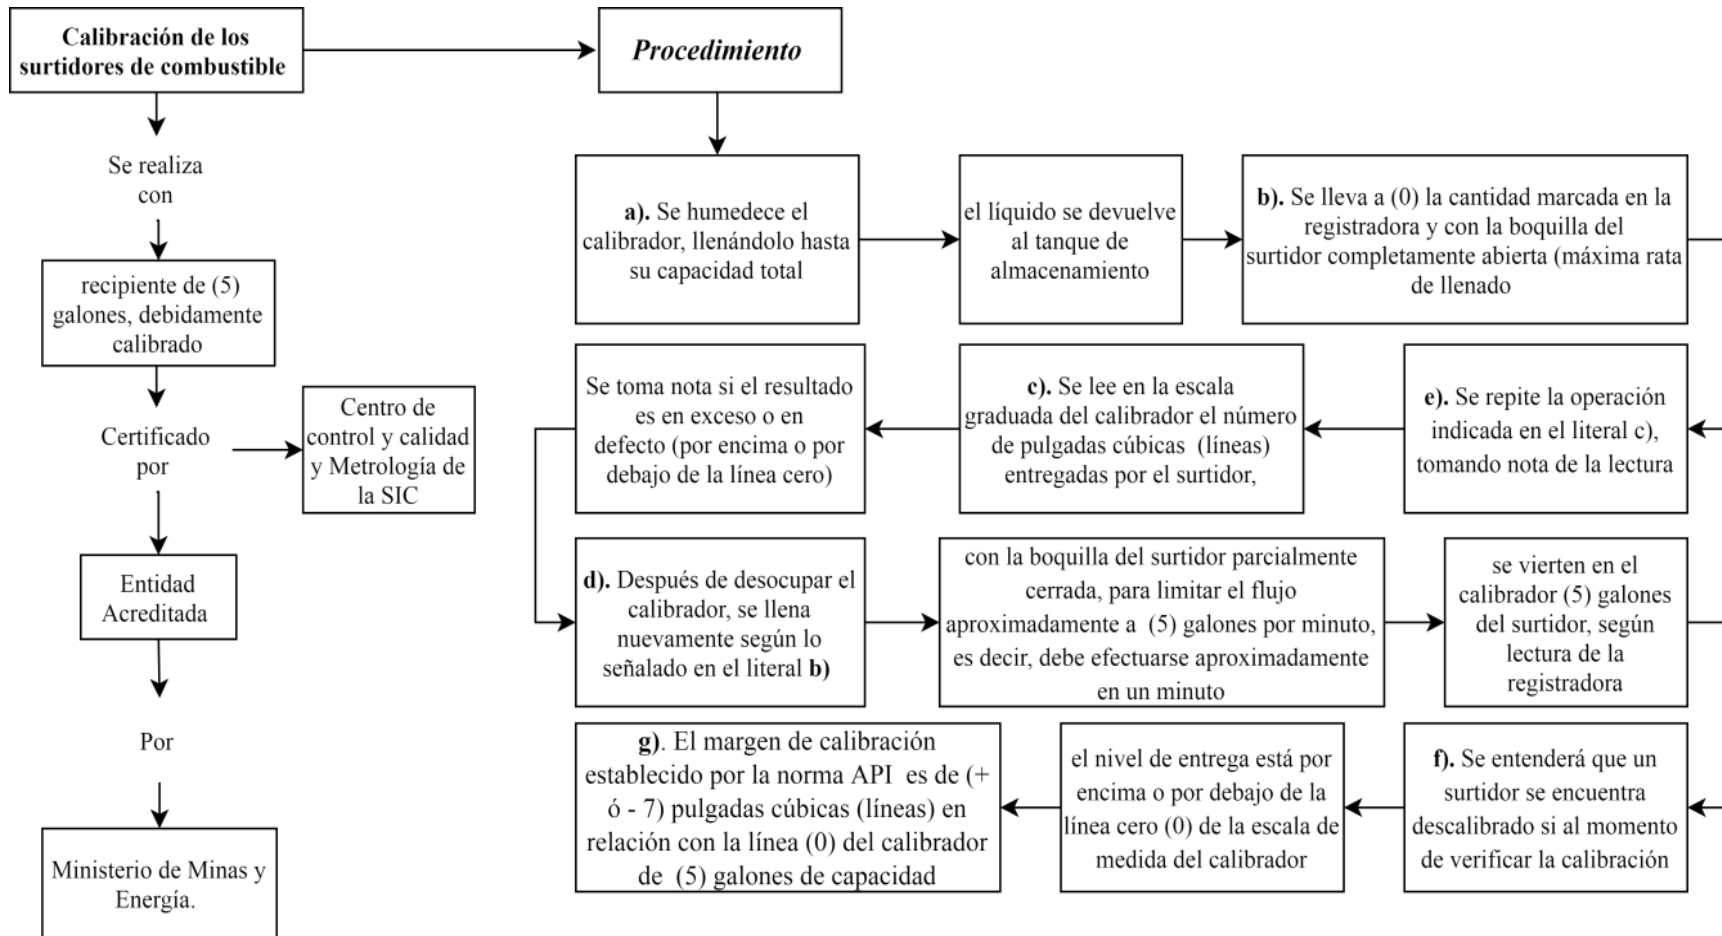 Calibración de los
surtidores de combustible
Procedimiento
Se realiza
con
recipiente de (5)
galones, debidamente
calibrado
Certificado
por
Centro de
control y calidad
y Metrología de
la SIC
Entidad
Acreditada
Por
Ministerio de Minas y
Energía.
a). Se humedece el
calibrador, llenándolo hasta
su capacidad total
el líquido se devuelve
al tanque de
almacenamiento
b). Se lleva a (0) la cantidad marcada en la
registradora y con la boquilla del
surtidor completamente abierta (máxima rata
de llenado
e). Se repite la operación
indicada en el literal c),
tomando nota de la lectura
c). Se lee en la escala
graduada del calibrador el número
de pulgadas cúbicas (líneas)
entregadas por el surtidor,
Se toma nota si el resultado
es en exceso o en
defecto (por encima o por
debajo de la línea cero)
d). Después de desocupar el
calibrador, se llena
nuevamente según lo
señalado en el literal b)
con la boquilla del surtidor parcialmente
cerrada, para limitar el flujo
aproximadamente a (5) galones por minuto,
es decir, debe efectuarse aproximadamente
en un minuto
se vierten en el
calibrador (5) galones
del surtidor, según
lectura de la
registradora
f). Se entenderá que un
surtidor se encuentra
descalibrado si al momento
de verificar la calibración
el nivel de entrega está por
encima o por debajo de la
línea cero (0) de la escala de
medida del calibrador
g). El margen de calibración
establecido por la norma API es de (+
ó - 7) pulgadas cúbicas (líneas) en
relación con la línea (0) del calibrador
de (5) galones de capacidad